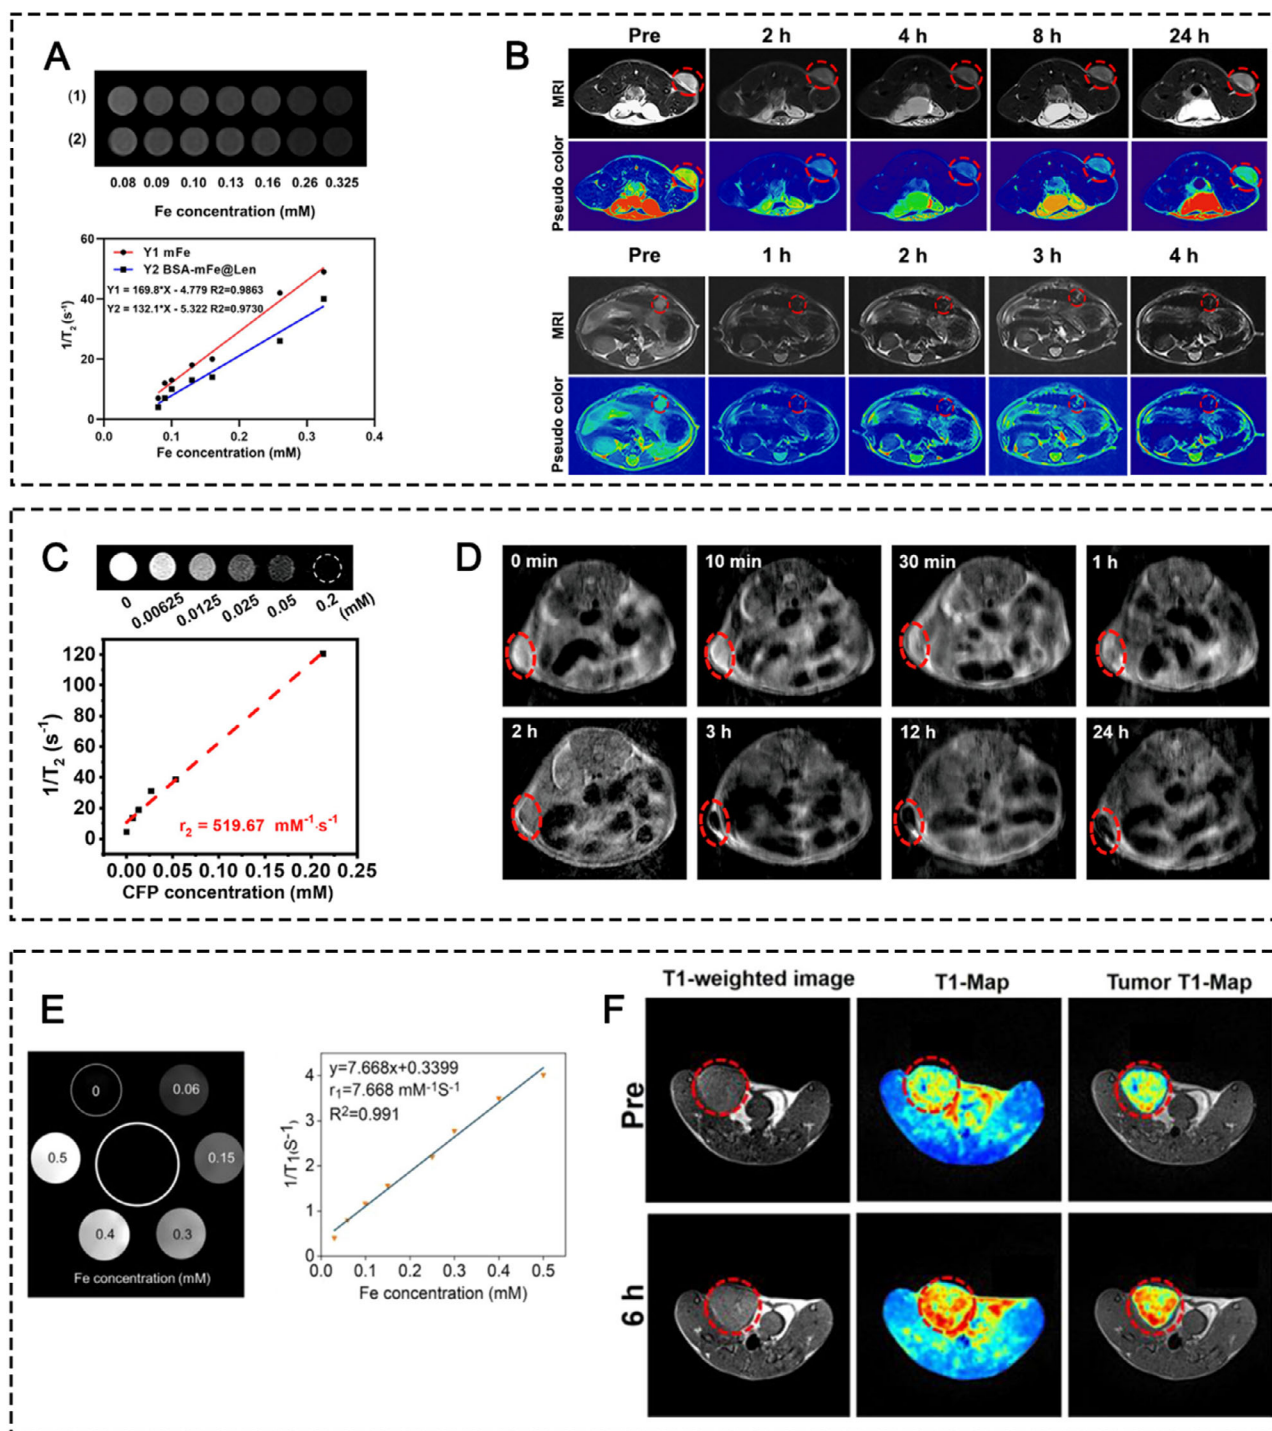 A
(1)
(2)
0.08 0.09 0.10 0.13 0.16 0.26 0.325
Fe concentration (mM)
60
40
20
0
1/T2 (s-1)
Y1 mFe
Y2 BSA-mFe@Len
Y1 = 169.8*X - 4.779 R2=0.9863
Y2 = 132.1*X - 5.322 R2=0.9730
0.0 0.1 0.2 0.3 0.4
Fe concentration (mM)
B
Pre 2 h 4 h 8 h 24 h
MRI
Pseudo color
Pre 1 h 2 h 3 h 4 h
MRI
Pseudo color
C
0 0.00625 0.0125 0.025 0.05 0.2 (mM)
120
100
80
60
40
20
0
1/T2 (s-1)
r2 = 519.67 mM-1·s-1
0.00 0.05 0.10 0.15 0.20 0.25
CFP concentration (mM)
D
0 min 10 min 30 min 1 h
2 h 3 h 12 h 24 h
E
0 0.06
0.5 0.15
0.4 0.3
Fe concentration (mM)
y=7.668x+0.3399
r1=7.668 mM-1S-1
R2=0.991
4
3
2
1
0
1/T1(S-1)
0.0 0.1 0.2 0.3 0.4 0.5
Fe concentration (mM)
F
T1-weighted image T1-Map Tumor T1-Map
Pre
6 h